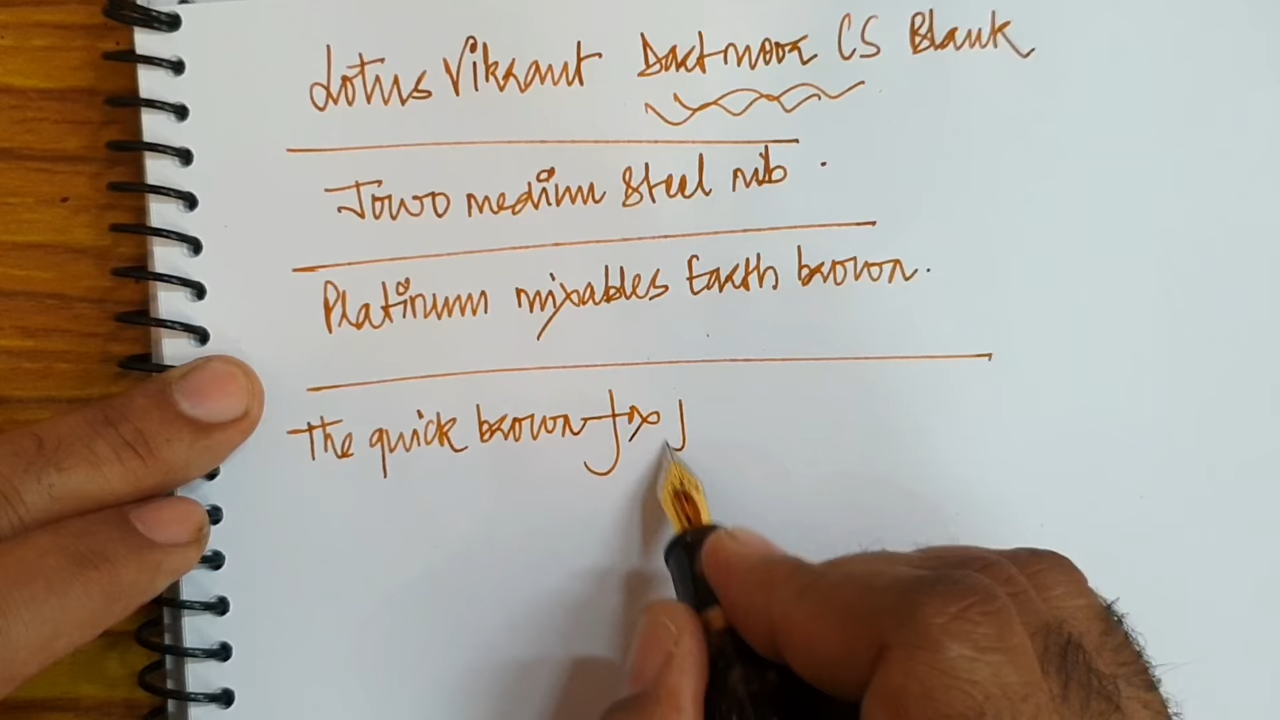 Lotus Vikrant Dartmoor CS Blank
Jowo medium Steel nib .
Platinum mixables Earth brown.
The quick brown fox j